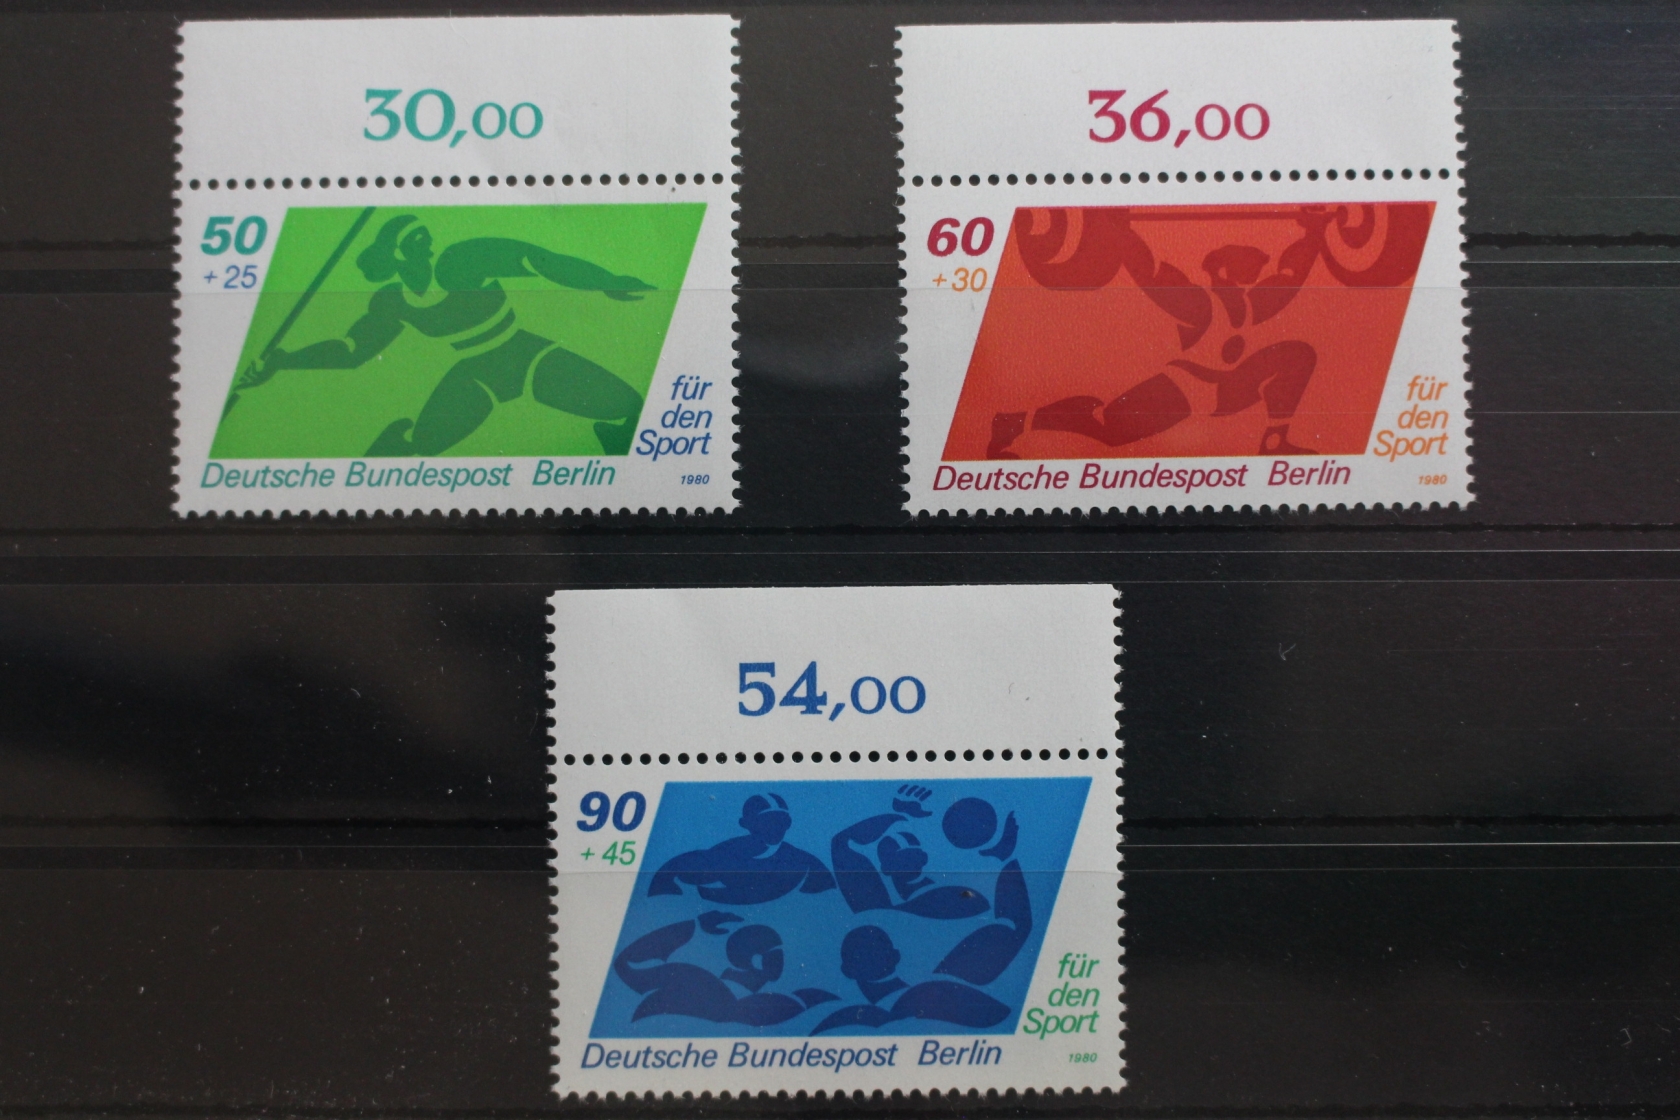 30,00
50
+ 25
für
den
Sport
Deutsche Bundespost Berlin
1980
36,00
60
+ 30
für
den
Sport
Deutsche Bundespost Berlin
1980
54,00
90
+ 45
für
den
Sport
Deutsche Bundespost Berlin
1980